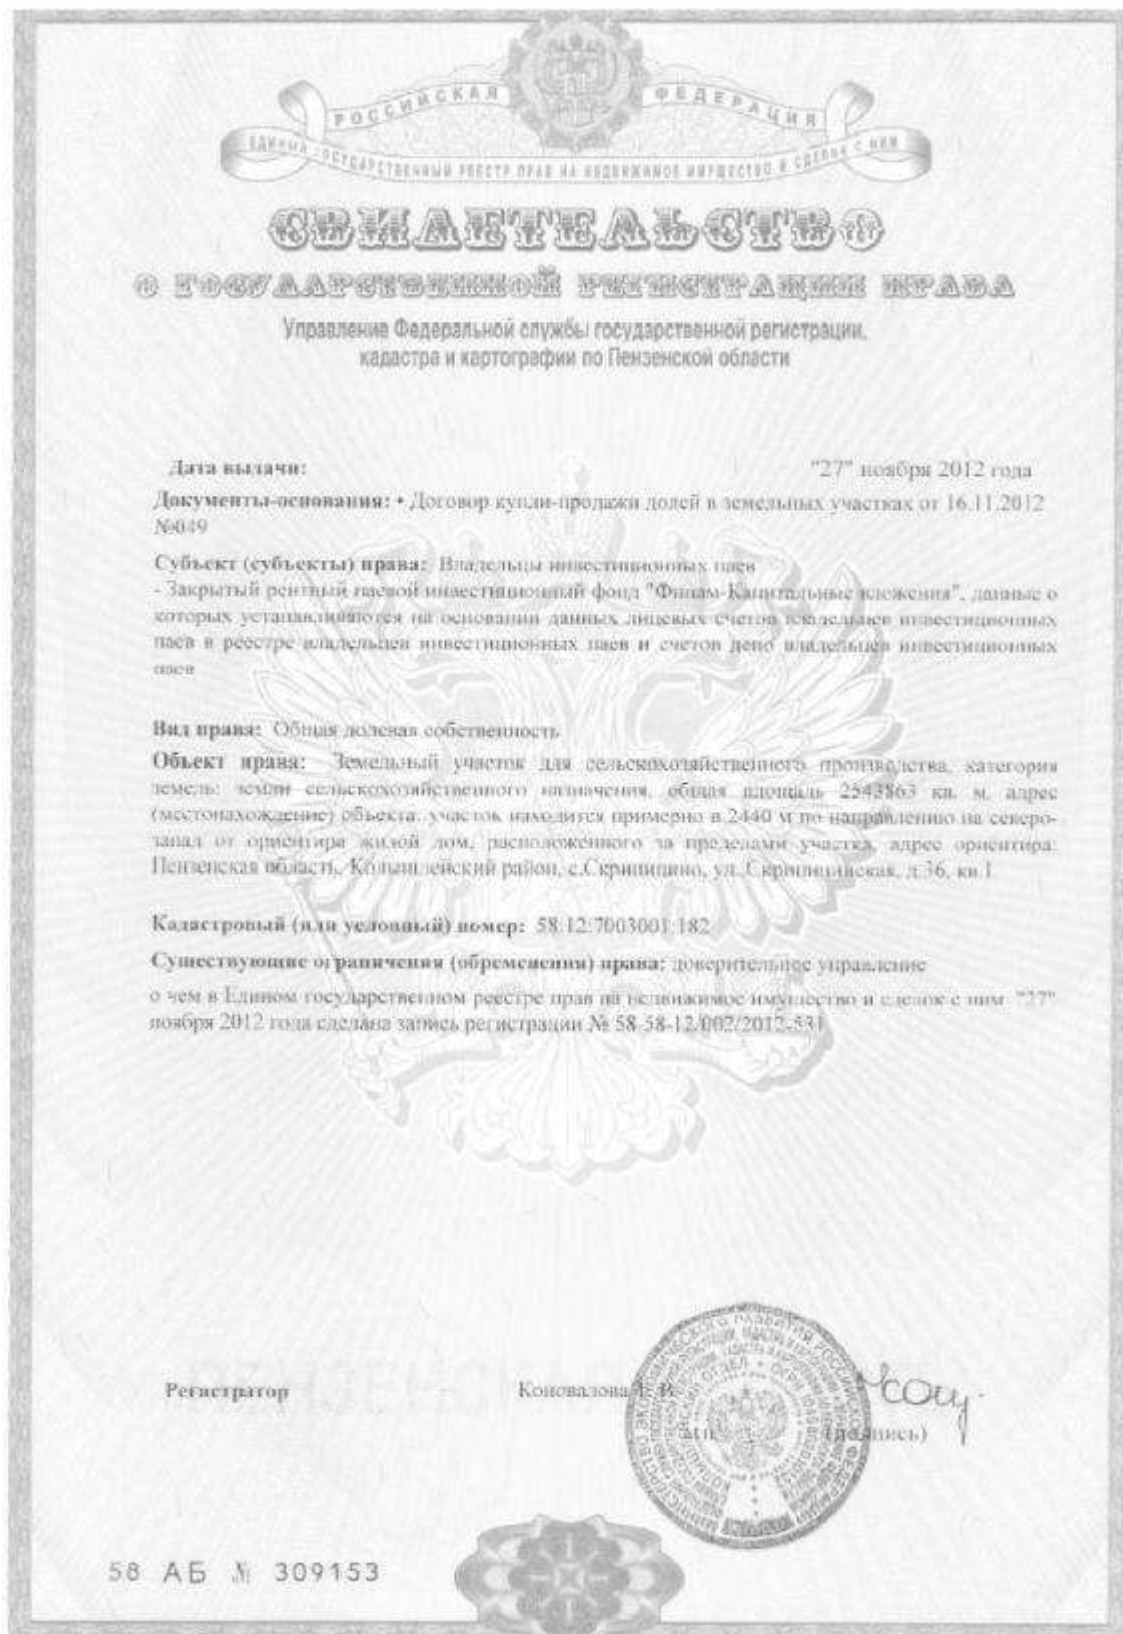 РОССИЙСКАЯ ФЕДЕРАЦИЯ
ЕДИНЫЙ ГОСУДАРСТВЕННЫЙ РЕЕСТР ПРАВ НА НЕДВИЖИМОЕ ИМУЩЕСТВО И СДЕЛОК С НИМ
СВИДЕТЕЛЬСТВО
О ГОСУДАРСТВЕННОЙ РЕГИСТРАЦИИ ПРАВА
Управление Федеральной службы государственной регистрации,
кадастра и картографии по Пензенской области
Дата выдачи: "27" ноября 2012 года
Документы-основания: • Договор купли-продажи долей в земельных участках от 16.11.2012
№049
Субъект (субъекты) права: Владельцы инвестиционных паев
- Закрытый рентный паевой инвестиционный фонд "Финам-Капитальные вложения", данные о
которых устанавливаются на основании данных лицевых счетов владельцев инвестиционных
паев в реестре владельцев инвестиционных паев и счетов депо владельцев инвестиционных
паев
Вид права: Общая долевая собственность
Объект права: Земельный участок для сельскохозяйственного производства, категория
земель: земли сельскохозяйственного назначения, общая площадь 2543863 кв. м, адрес
(местонахождение) объекта: участок находится примерно в 2440 м по направлению на северо-
запад от ориентира жилой дом, расположенного за пределами участка, адрес ориентира:
Пензенская область, Колышлейский район, с.Скрипицино, ул. Скрипицинская, д.36, кв.1
Кадастровый (или условный) номер: 58:12:7003001:182
Существующие ограничения (обременения) права: доверительное управление
о чем в Едином государственном реестре прав на недвижимое имущество и сделок с ним "27"
ноября 2012 года сделана запись регистрации № 58-58-12/002/2012-531
Регистратор Коновалова
(подпись)
58 АБ № 309153